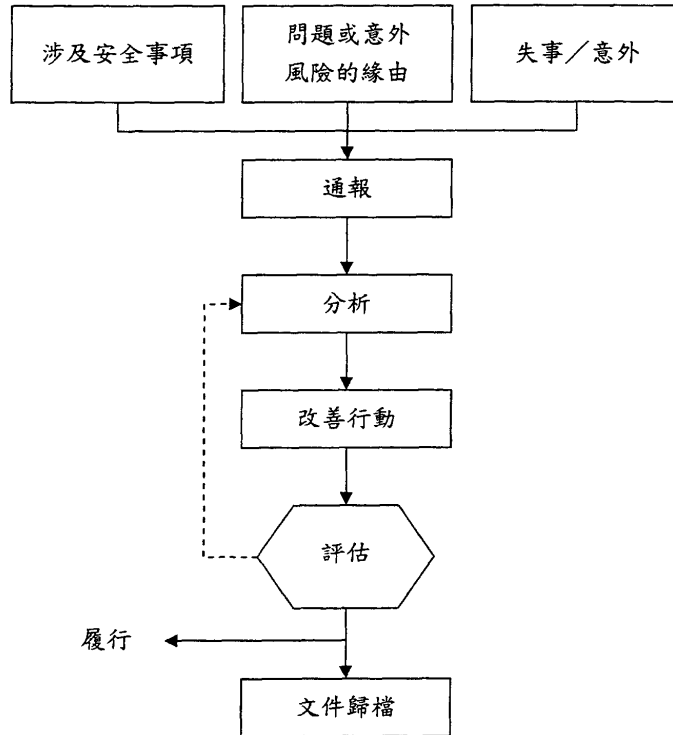 涉及安全事項
問題或意外
風險的緣由
失事／意外
通報
分析
改善行動
評估
履行
文件歸檔